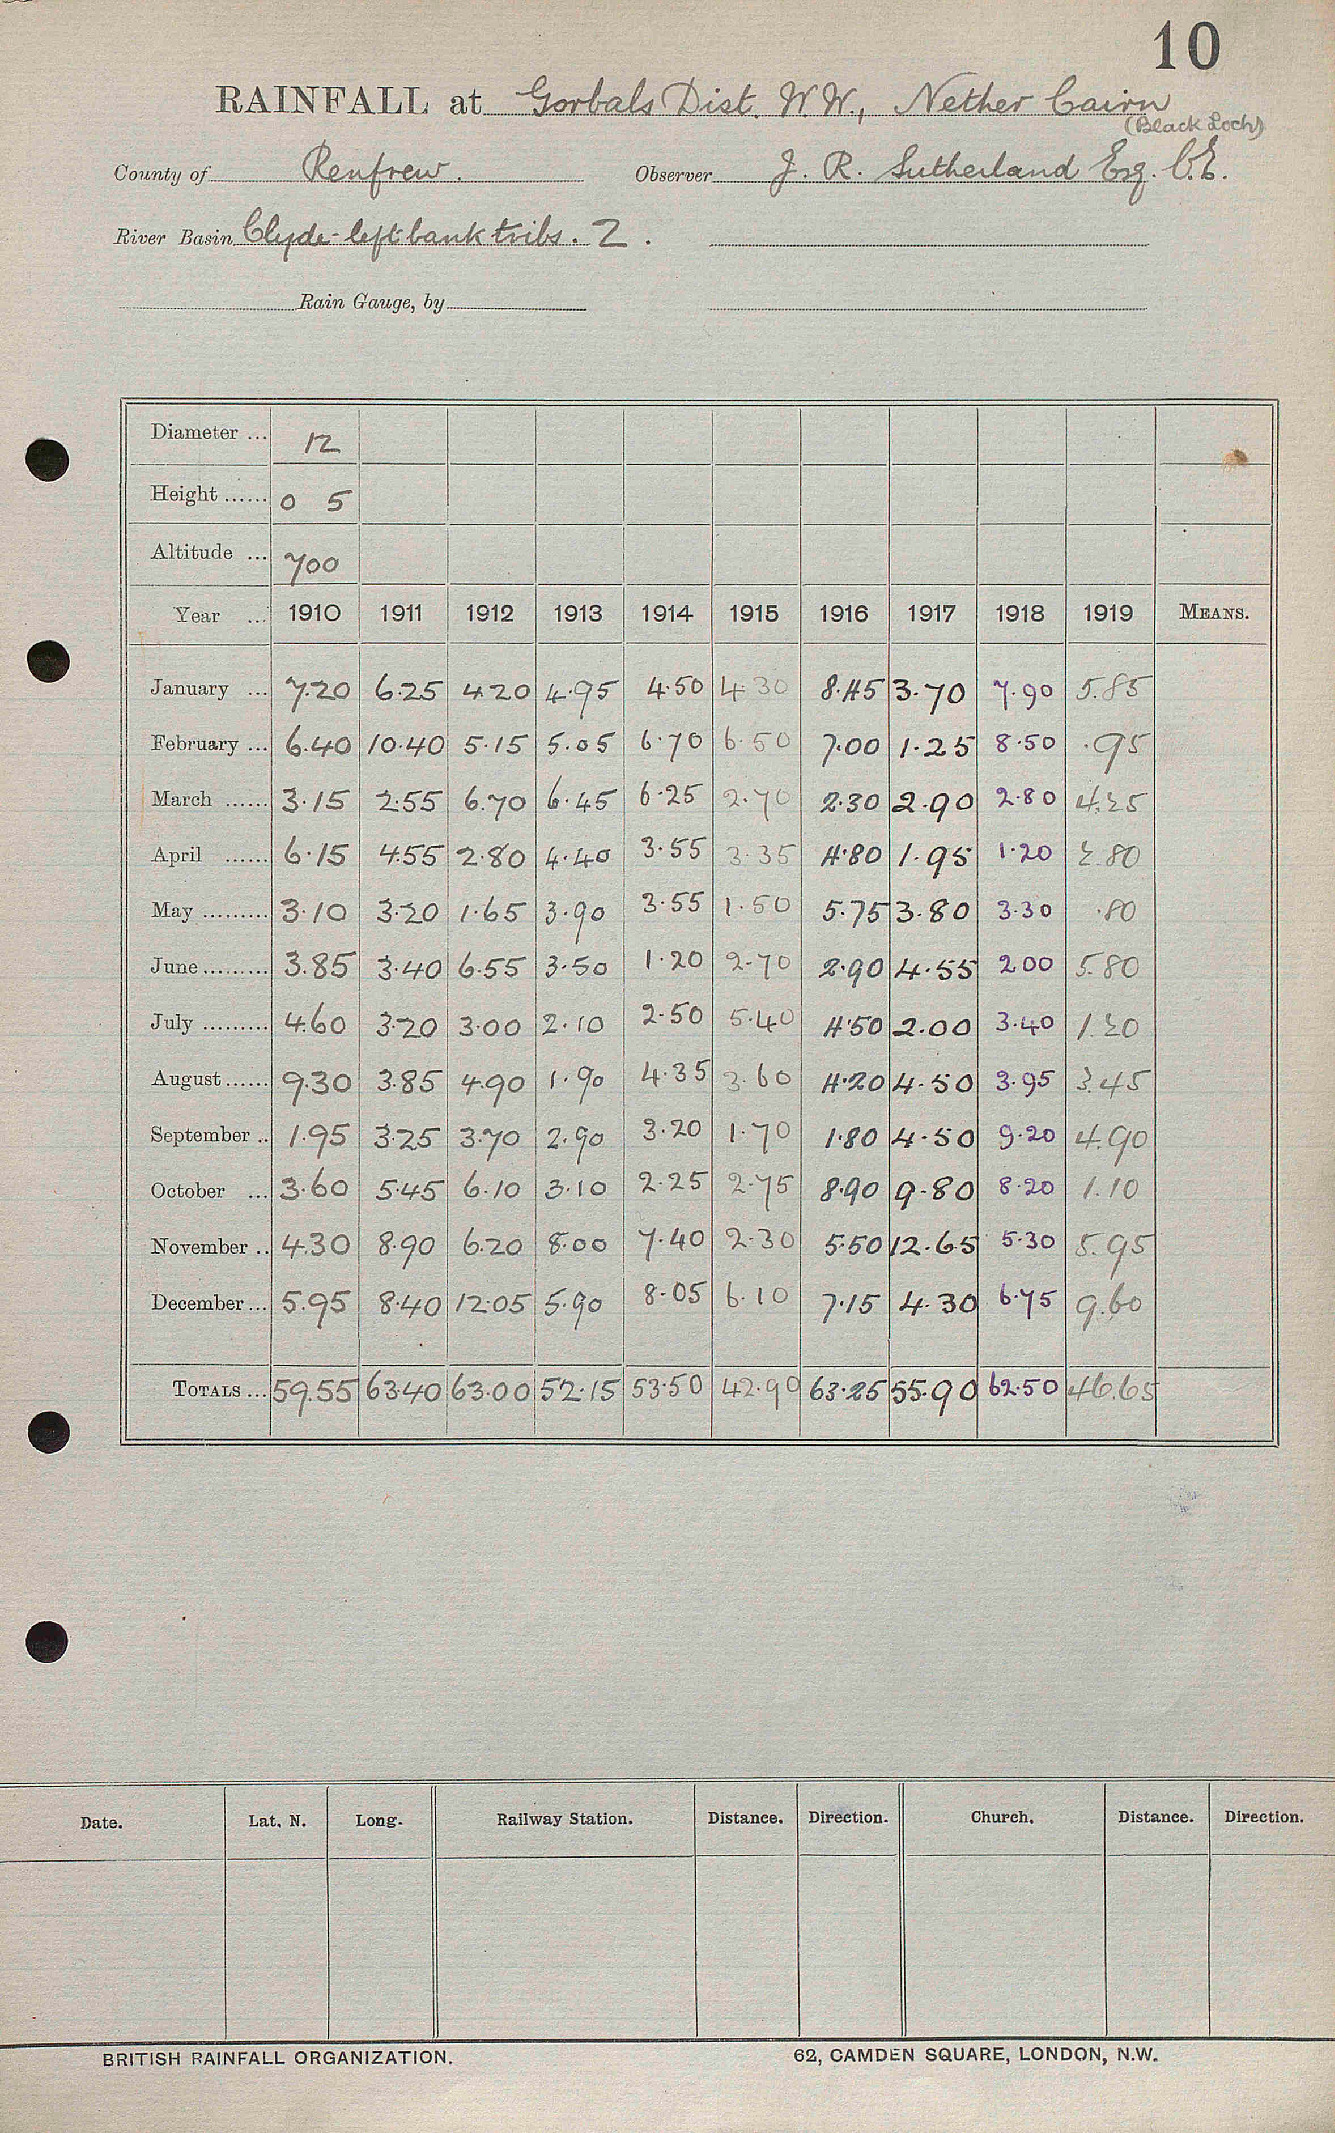 10
RAINFALL at Gorbals Dist. W.W., Nether Cairn
(Black Loch)
County of Renfrew. Observer J. R. Sutherland Esq. C.E.
River Basin Clyde-left bank tribs. 2.
Rain Gauge, by
Diameter ... 12
Height ...... 0 5
Altitude ... 700
Year ... 1910 1911 1912 1913 1914 1915 1916 1917 1918 1919 MEANS.
January ... 7.20 6.25 4.20 4.95 4.50 4.30 8.45 3.70 7.90 5.85
February ... 6.40 10.40 5.15 5.05 6.70 6.50 7.00 1.25 8.50 .95
March ...... 3.15 2.55 6.70 6.45 6.25 2.70 2.30 2.90 2.80 4.25
April ...... 6.15 4.55 2.80 4.40 3.55 3.35 4.80 1.95 1.20 2.80
May ......... 3.10 3.20 1.65 3.90 3.55 1.50 5.75 3.80 3.30 .80
June ......... 3.85 3.40 6.55 3.50 1.20 2.70 2.90 4.55 2.00 5.80
July ......... 4.60 3.20 3.00 2.10 2.50 5.40 4.50 2.00 3.40 1.20
August ...... 9.30 3.85 4.90 1.90 4.35 3.60 4.20 4.50 3.95 3.45
September .. 1.95 3.25 3.70 2.90 3.20 1.70 1.80 4.50 9.20 4.90
October ... 3.60 5.45 6.10 3.10 2.25 2.75 8.90 9.80 8.20 1.10
November .. 4.30 8.90 6.20 8.00 7.40 2.30 5.50 12.65 5.30 5.95
December ... 5.95 8.40 12.05 5.90 8.05 6.10 7.15 4.30 6.75 9.60
TOTALS ... 59.55 63.40 63.00 52.15 53.50 42.90 63.25 55.90 62.50 46.65
Date. Lat. N. Long. Railway Station. Distance. Direction. Church. Distance. Direction.
BRITISH RAINFALL ORGANIZATION. 62, CAMDEN SQUARE, LONDON, N.W.